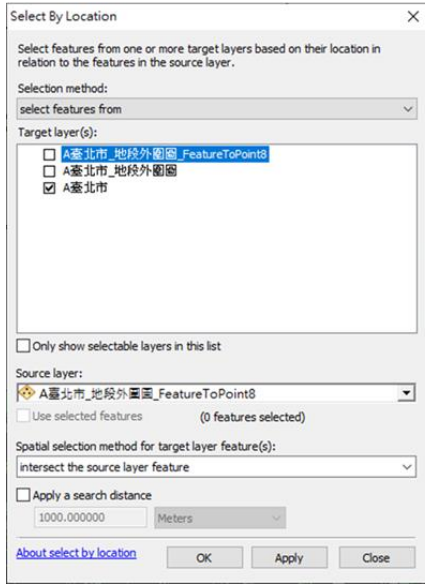 Select By Location
Select features from one or more target layers based on their location in
relation to the features in the source layer.
Selection method:
select features from
Target layer(s):
A臺北市_地段外圍圖_FeatureToPoint8
A臺北市_地段外圍圖
A臺北市
Only show selectable layers in this list
Source layer:
A臺北市_地段外圍圖_FeatureToPoint8
Use selected features (0 features selected)
Spatial selection method for target layer feature(s):
intersect the source layer feature
Apply a search distance
1000.000000 Meters
About select by location OK Apply Close